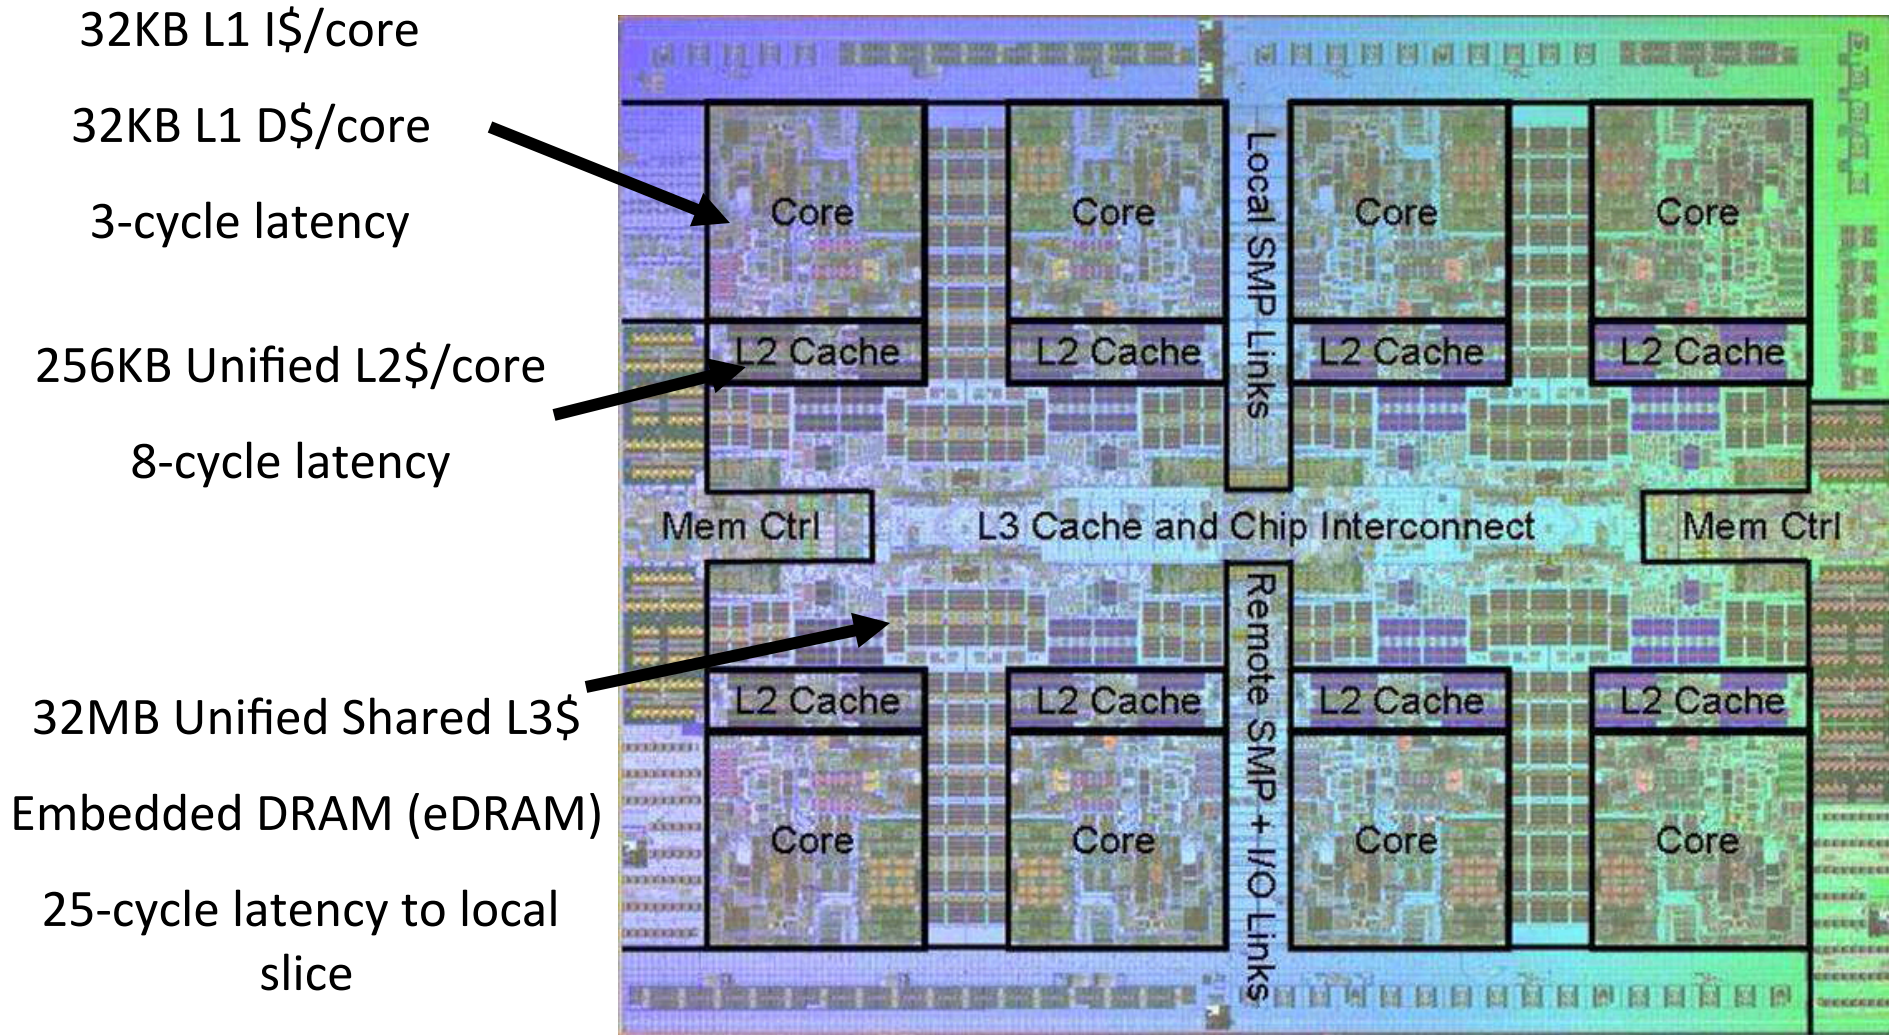 32KB L1 I$/core
32KB L1 D$/core
3-cycle latency
256KB Unified L2$/core
8-cycle latency
32MB Unified Shared L3$
Embedded DRAM (eDRAM)
25-cycle latency to local
slice
Core
Core
Core
Core
Local SMP Links
L2 Cache
L2 Cache
L2 Cache
L2 Cache
Mem Ctrl
L3 Cache and Chip Interconnect
Mem Ctrl
Remote SMP + I/O Links
L2 Cache
L2 Cache
L2 Cache
L2 Cache
Core
Core
Core
Core